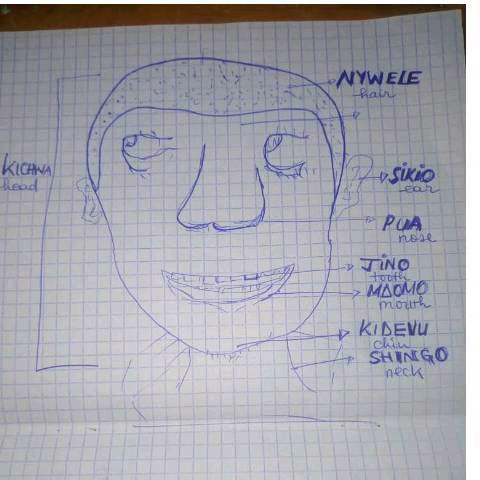 NYWELE
hair
KICHWA
head
SIKIO
ear
PUA
nose
JINO
tooth
MDOMO
mouth
KIDEVU
chin
SHINGO
neck